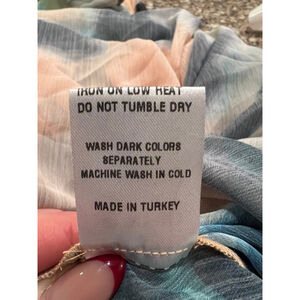 IRON ON LOW HEAT
DO NOT TUMBLE DRY
WASH DARK COLORS
SEPARATELY
MACHINE WASH IN COLD
MADE IN TURKEY